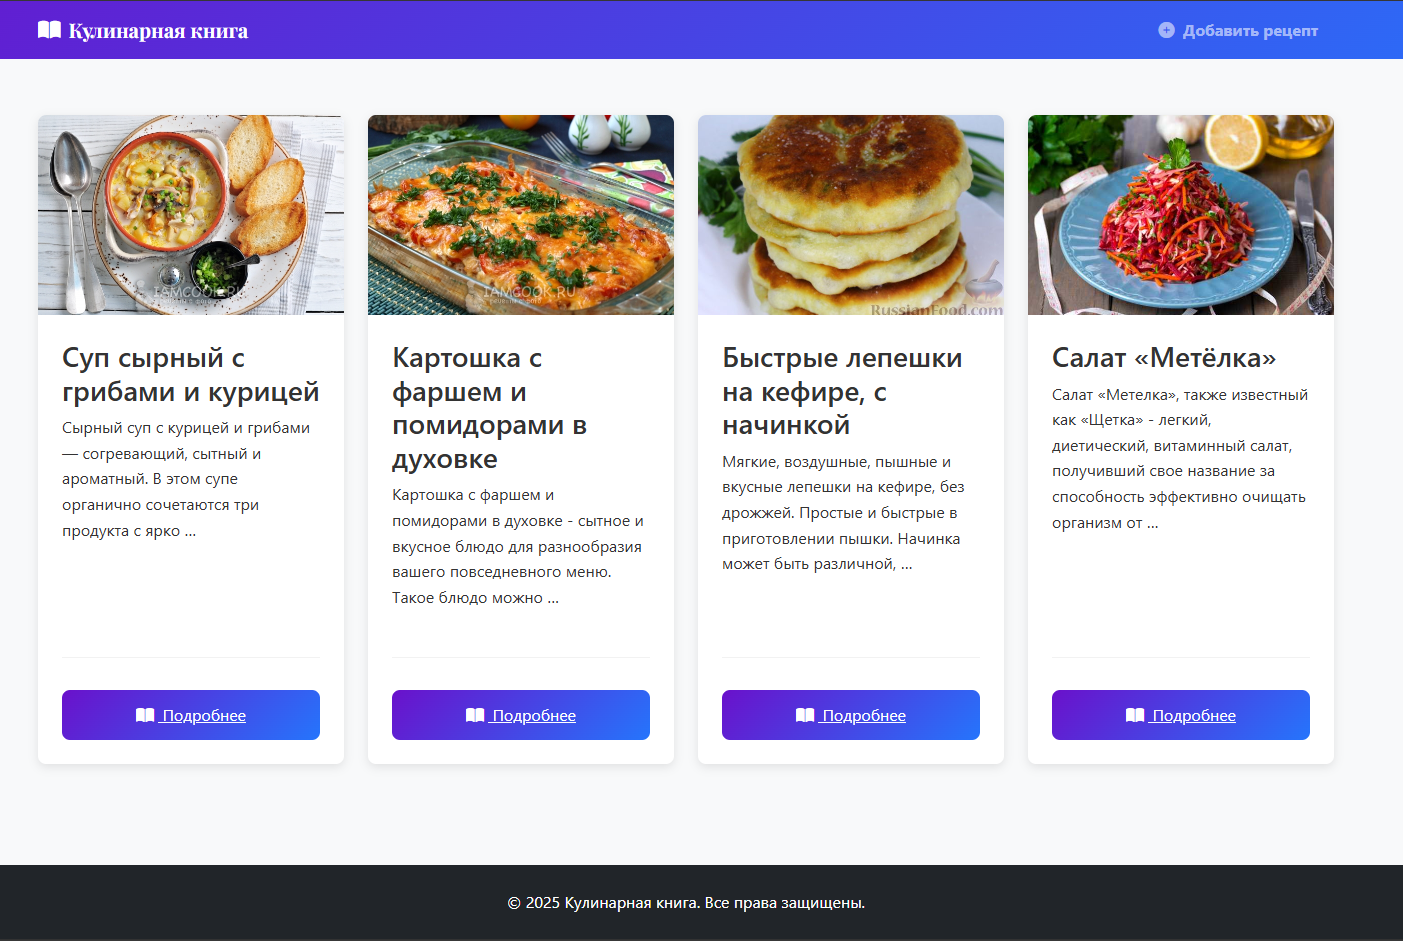 Кулинарная книга
Добавить рецепт
IAMCOOK.RU
IAMCOOK.RU
RussianFood.com
Суп сырный с
грибами и курицей
Сырный суп с курицей и грибами
— согревающий, сытный и
ароматный. В этом супе
органично сочетаются три
продукта с ярко ...
Подробнее
Картошка с
фаршем и
помидорами в
духовке
Картошка с фаршем и
помидорами в духовке - сытное и
вкусное блюдо для разнообразия
вашего повседневного меню.
Такое блюдо можно ...
Подробнее
Быстрые лепешки
на кефире, с
начинкой
Мягкие, воздушные, пышные и
вкусные лепешки на кефире, без
дрожжей. Простые и быстрые в
приготовлении пышки. Начинка
может быть различной, ...
Подробнее
Салат «Метёлка»
Салат «Метелка», также известный
как «Щетка» - легкий,
диетический, витаминный салат,
получивший свое название за
способность эффективно очищать
организм от ...
Подробнее
© 2025 Кулинарная книга. Все права защищены.